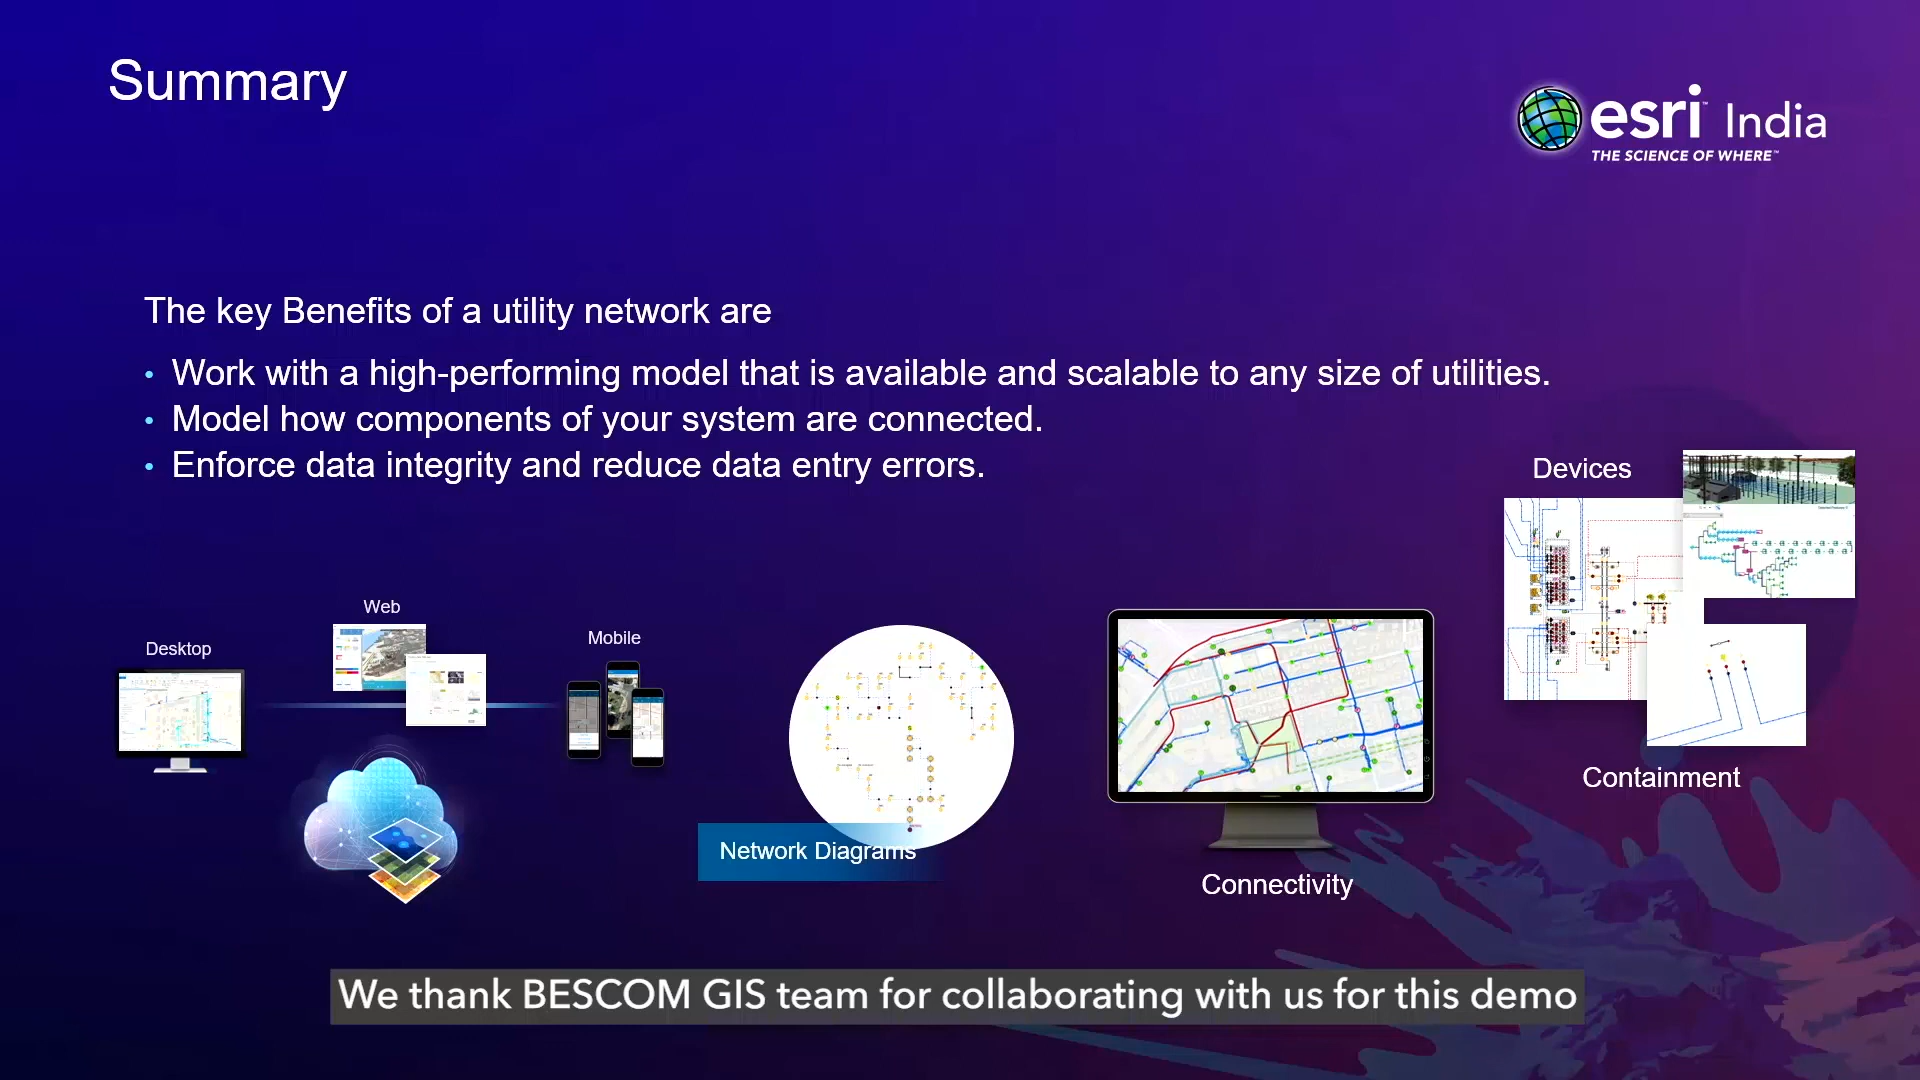 Summary
esri India
THE SCIENCE OF WHERE™
The key Benefits of a utility network are
• Work with a high-performing model that is available and scalable to any size of utilities.
• Model how components of your system are connected.
• Enforce data integrity and reduce data entry errors.
Devices
Web
Mobile
Desktop
Containment
Network Diagrams
Connectivity
We thank BESCOM GIS team for collaborating with us for this demo